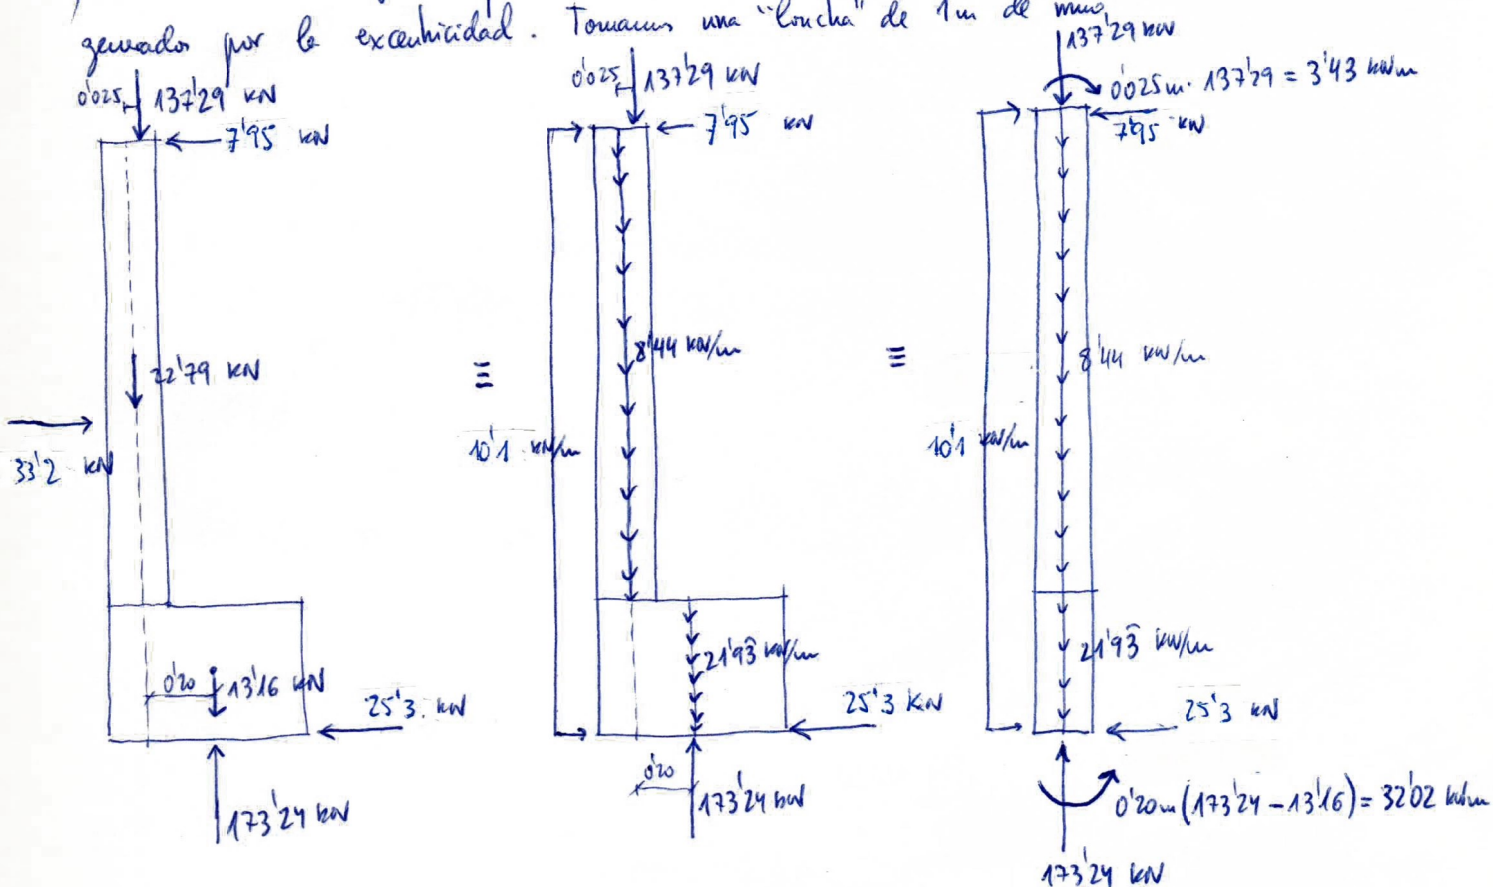 generados por la excentricidad. Tomamos una "loncha" de 1m de muro
0'025 137'29 kN
7'95 kN
22'79 kN
33'2 kN
0'20 13'16 kN
25'3. kN
173'24 kN
≡
0'025 137'29 kN
7'95 kN
8'44 kN/m
10'1 kN/m
21'93 kN/m
25'3 kN
0'20
173'24 kN
≡
137'29 kN
0'025m · 137'29 = 3'43 kNm
7'95 kN
8'44 kN/m
10'1 kN/m
21'93 kN/m
25'3 kN
0'20m (173'24 - 13'16) = 32'02 kNm
173'24 kN